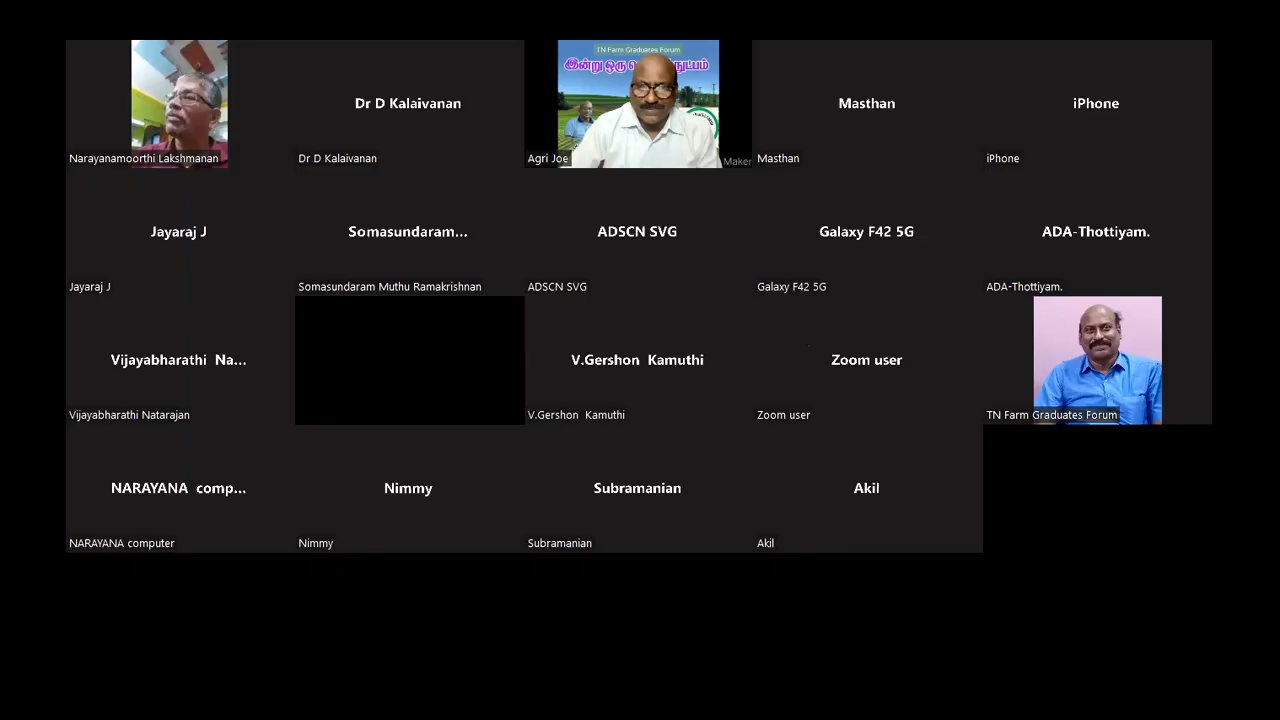 TN Farm Graduates Forum
இன்று ஒரு
Narayanamoorthi Lakshmanan
Dr D Kalaivanan
Dr D Kalaivanan
Agri Joe
Maker
Masthan
Masthan
iPhone
iPhone
Jayaraj J
Jayaraj J
Somasundaram...
Somasundaram Muthu Ramakrishnan
ADSCN SVG
ADSCN SVG
Galaxy F42 5G
Galaxy F42 5G
ADA-Thottiyam.
ADA-Thottiyam.
Vijayabharathi Na...
Vijayabharathi Natarajan
V.Gershon Kamuthi
V.Gershon Kamuthi
Zoom user
Zoom user
TN Farm Graduates Forum
NARAYANA comp...
NARAYANA computer
Nimmy
Nimmy
Subramanian
Subramanian
Akil
Akil